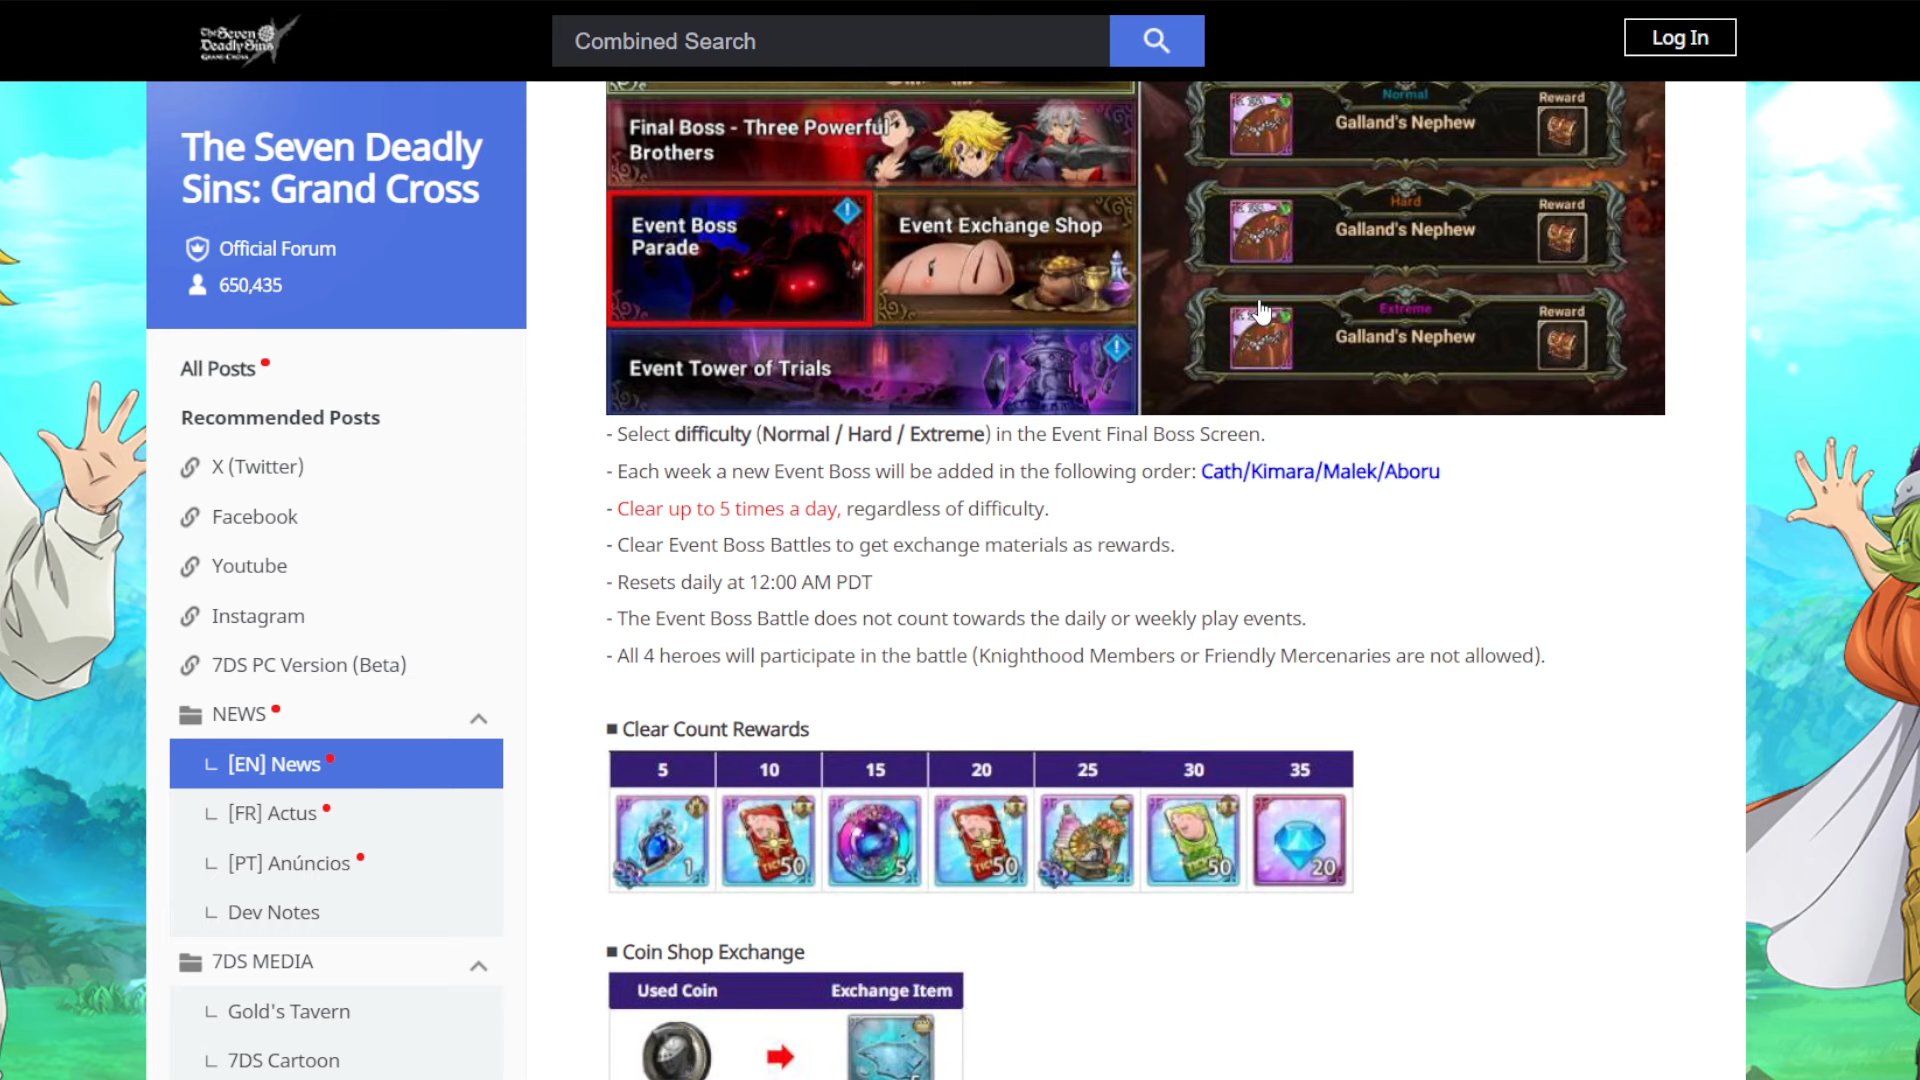 The Seven
Deadly Sins
GRAND CROSS
Combined Search
Log In
The Seven Deadly
Sins: Grand Cross
Official Forum
650,435
All Posts
Recommended Posts
X (Twitter)
Facebook
Youtube
Instagram
7DS PC Version (Beta)
NEWS
[EN] News
[FR] Actus
[PT] Anúncios
Dev Notes
7DS MEDIA
Gold's Tavern
7DS Cartoon
Final Boss - Three Powerful
Brothers
Event Boss
Parade
Event Exchange Shop
Event Tower of Trials
Normal
Galland's Nephew
Reward
Hard
Galland's Nephew
Reward
Extreme
Galland's Nephew
Reward
- Select difficulty (Normal / Hard / Extreme) in the Event Final Boss Screen.
- Each week a new Event Boss will be added in the following order: Cath/Kimara/Malek/Aboru
- Clear up to 5 times a day, regardless of difficulty.
- Clear Event Boss Battles to get exchange materials as rewards.
- Resets daily at 12:00 AM PDT
- The Event Boss Battle does not count towards the daily or weekly play events.
- All 4 heroes will participate in the battle (Knighthood Members or Friendly Mercenaries are not allowed).
■ Clear Count Rewards
5 10 15 20 25 30 35
1 50 5 50 50 20
■ Coin Shop Exchange
Used Coin Exchange Item